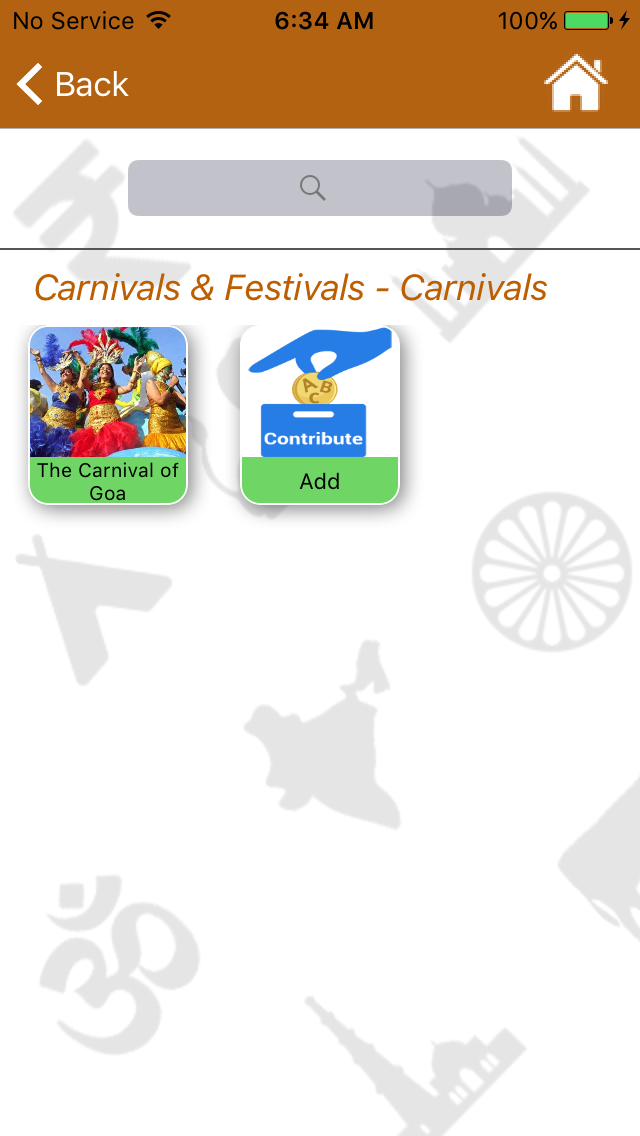 No Service 6:34 AM 100%
Back
Carnivals & Festivals - Carnivals
A B
C
Contribute
The Carnival of
Goa
Add
ॐ